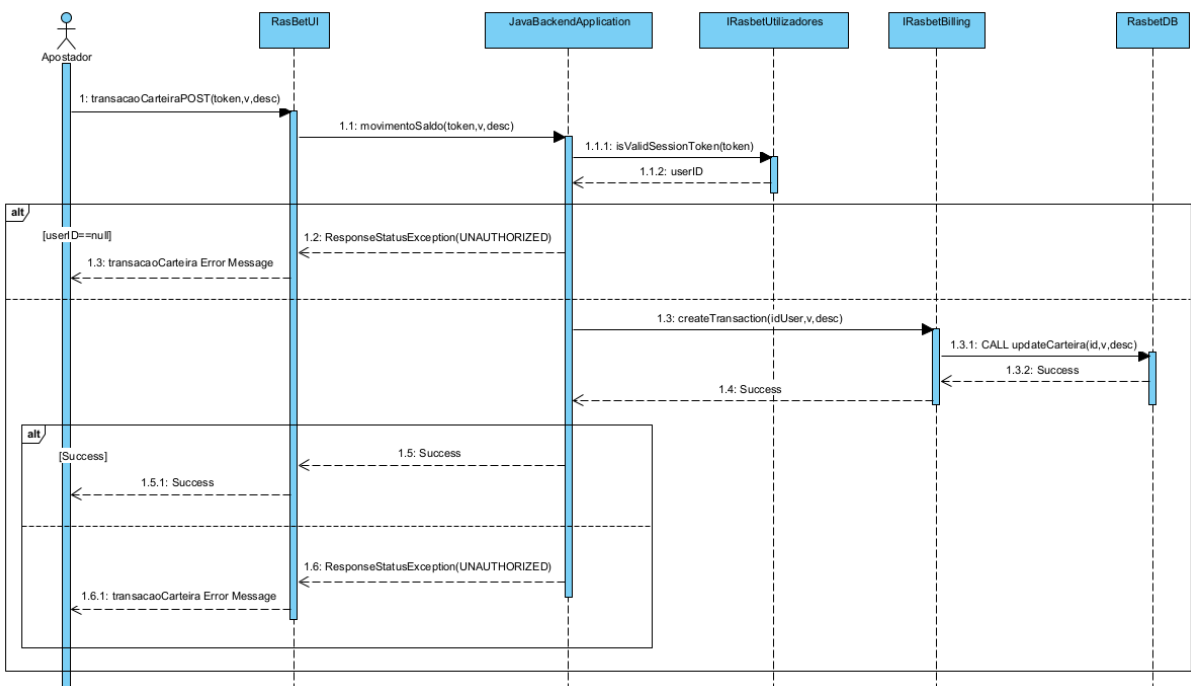 RasBetUI
JavaBackendApplication
IRasbetUtilizadores
IRasbetBilling
RasbetDB
Apostador
1: transacaoCarteiraPOST(token,v,desc)
1.1: movimentoSaldo(token,v,desc)
1.1.1: isValidSessionToken(token)
1.1.2: userID
alt
[userID==null]
1.2: ResponseStatusException(UNAUTHORIZED)
1.3: transacaoCarteira Error Message
1.3: createTransaction(idUser,v,desc)
1.3.1: CALL updateCarteira(id,v,desc)
1.3.2: Success
1.4: Success
alt
[Success]
1.5: Success
1.5.1: Success
1.6: ResponseStatusException(UNAUTHORIZED)
1.6.1: transacaoCarteira Error Message